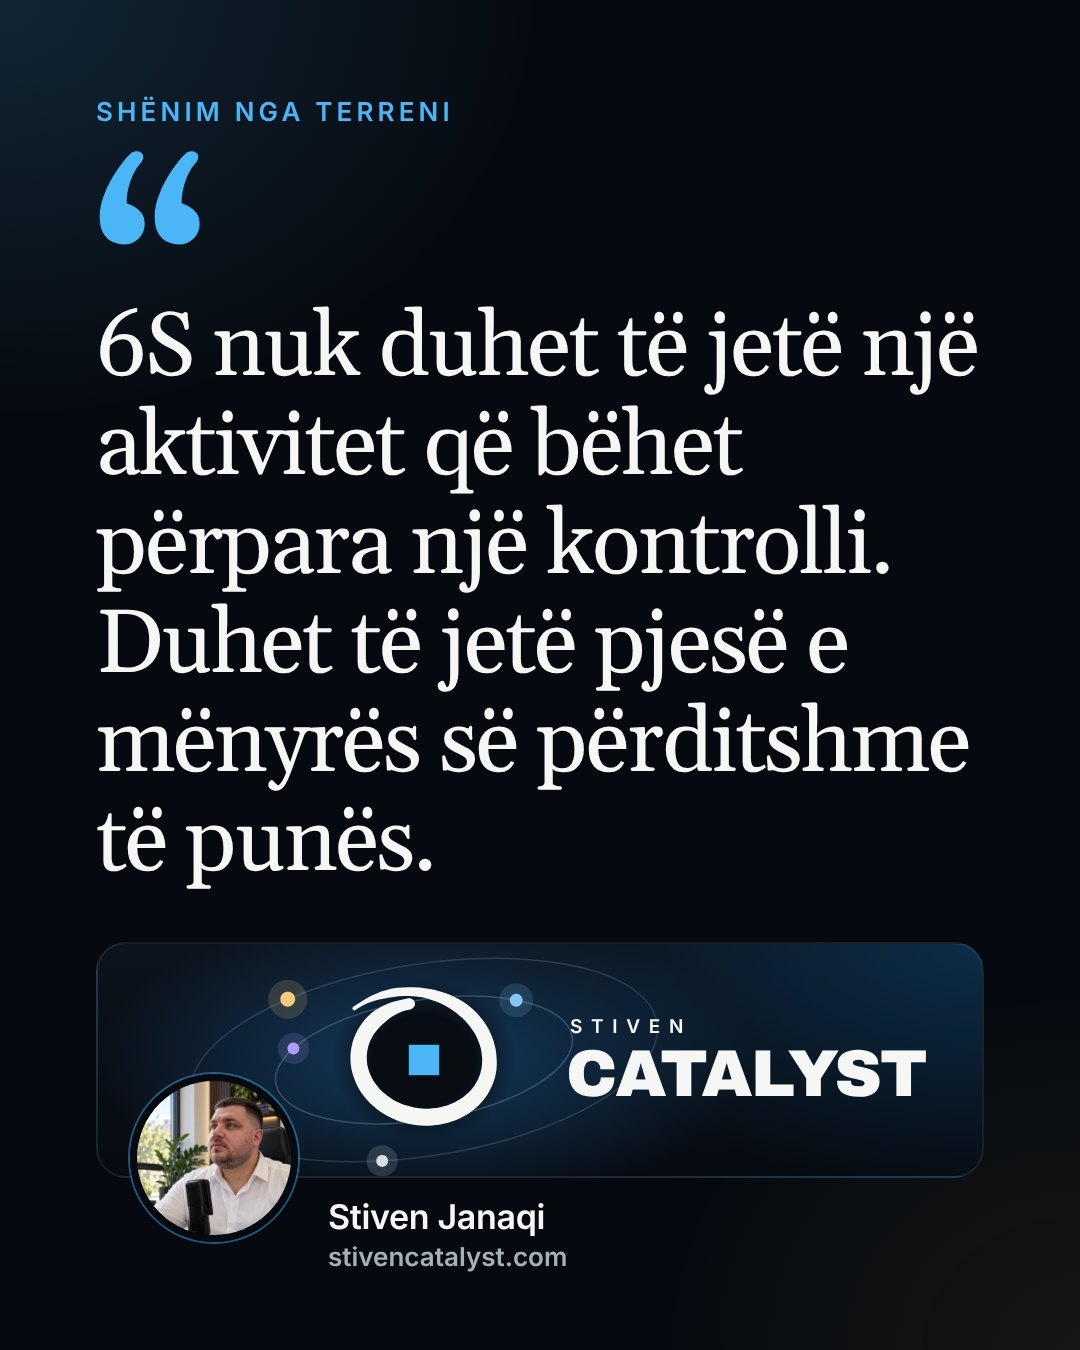 SHËNIM NGA TERRENI
“
6S nuk duhet të jetë një
aktivitet që bëhet
përpara një kontrolli.
Duhet të jetë pjesë e
mënyrës së përditshme
të punës.
STIVEN
CATALYST
Stiven Janaqi
stivencatalyst.com